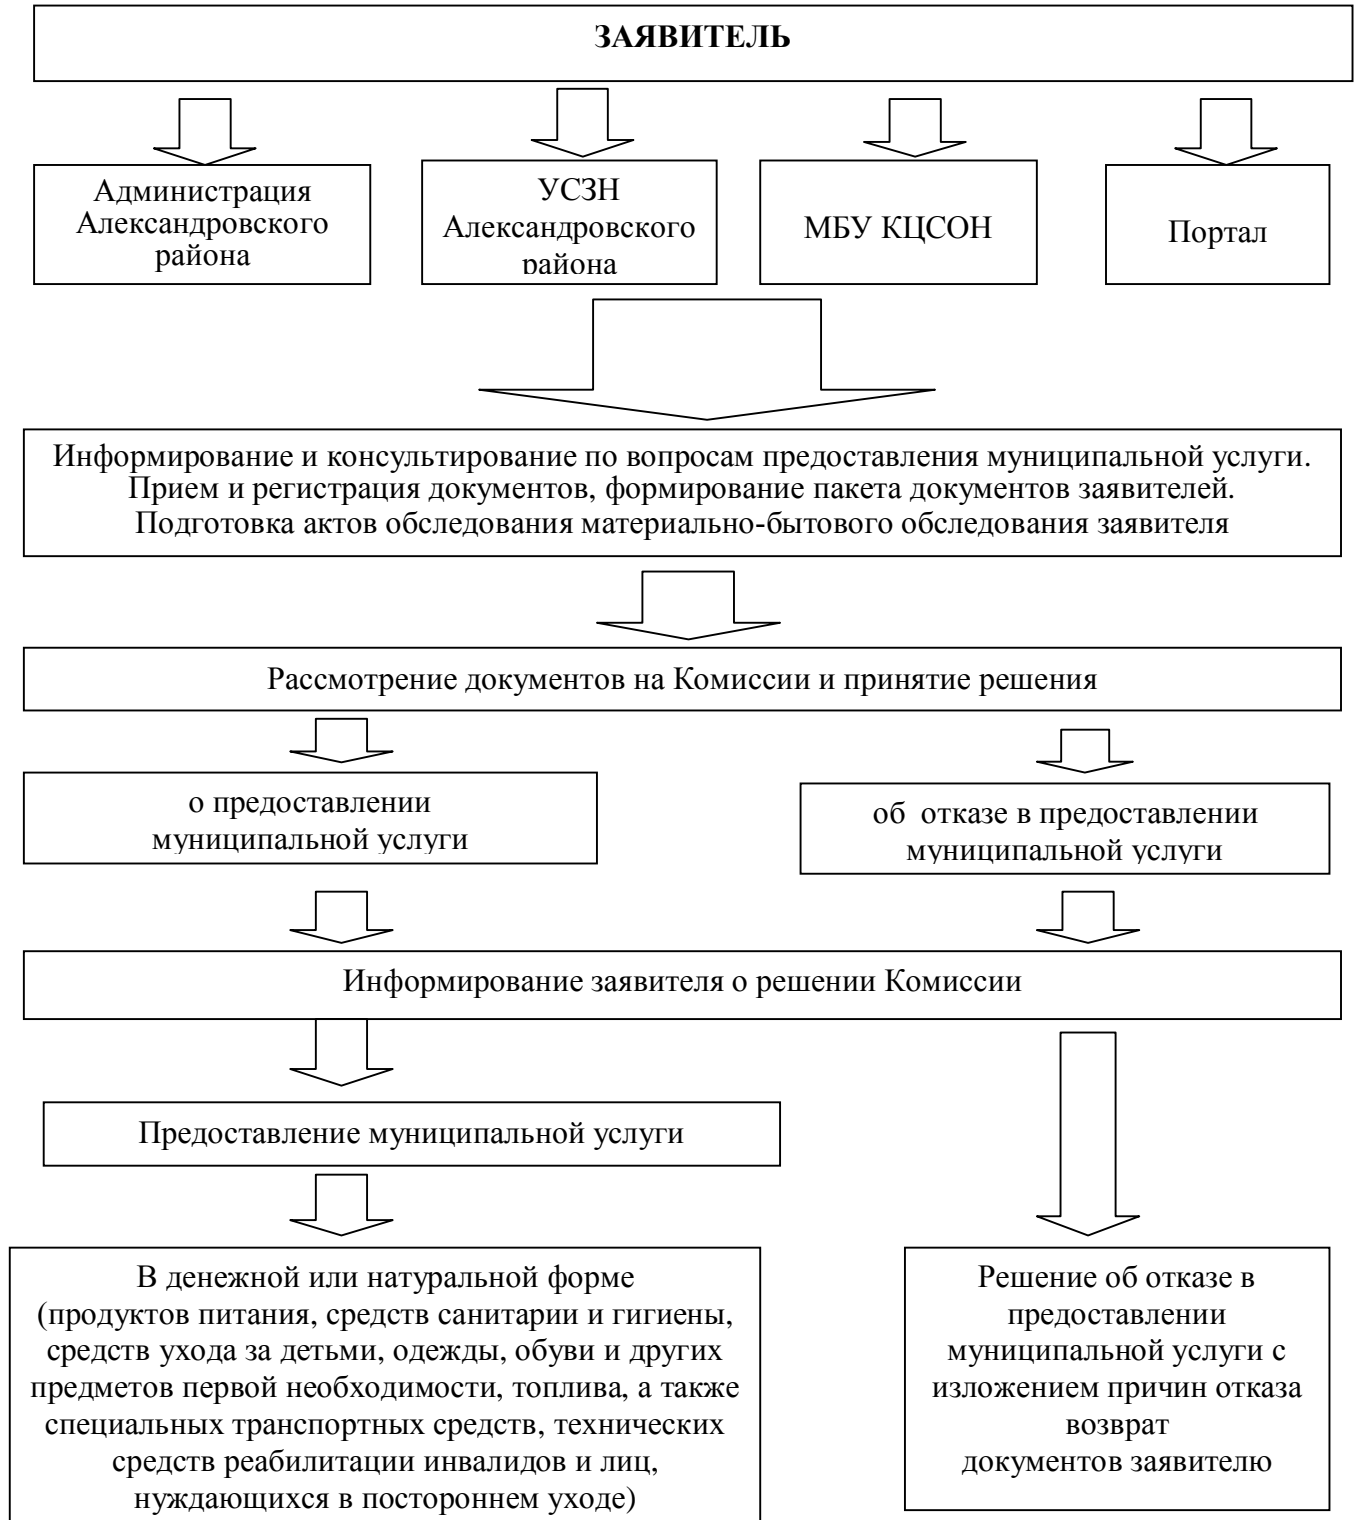 ЗАЯВИТЕЛЬ
Администрация
Александровского
района
УСЗН
Александровского
района
МБУ КЦСОН
Портал
Информирование и консультирование по вопросам предоставления муниципальной услуги.
Прием и регистрация документов, формирование пакета документов заявителей.
Подготовка актов обследования материально-бытового обследования заявителя
Рассмотрение документов на Комиссии и принятие решения
о предоставлении
муниципальной услуги
об отказе в предоставлении
муниципальной услуги
Информирование заявителя о решении Комиссии
Предоставление муниципальной услуги
В денежной или натуральной форме
(продуктов питания, средств санитарии и гигиены,
средств ухода за детьми, одежды, обуви и других
предметов первой необходимости, топлива, а также
специальных транспортных средств, технических
средств реабилитации инвалидов и лиц,
нуждающихся в постороннем уходе)
Решение об отказе в
предоставлении
муниципальной услуги с
изложением причин отказа
возврат
документов заявителю